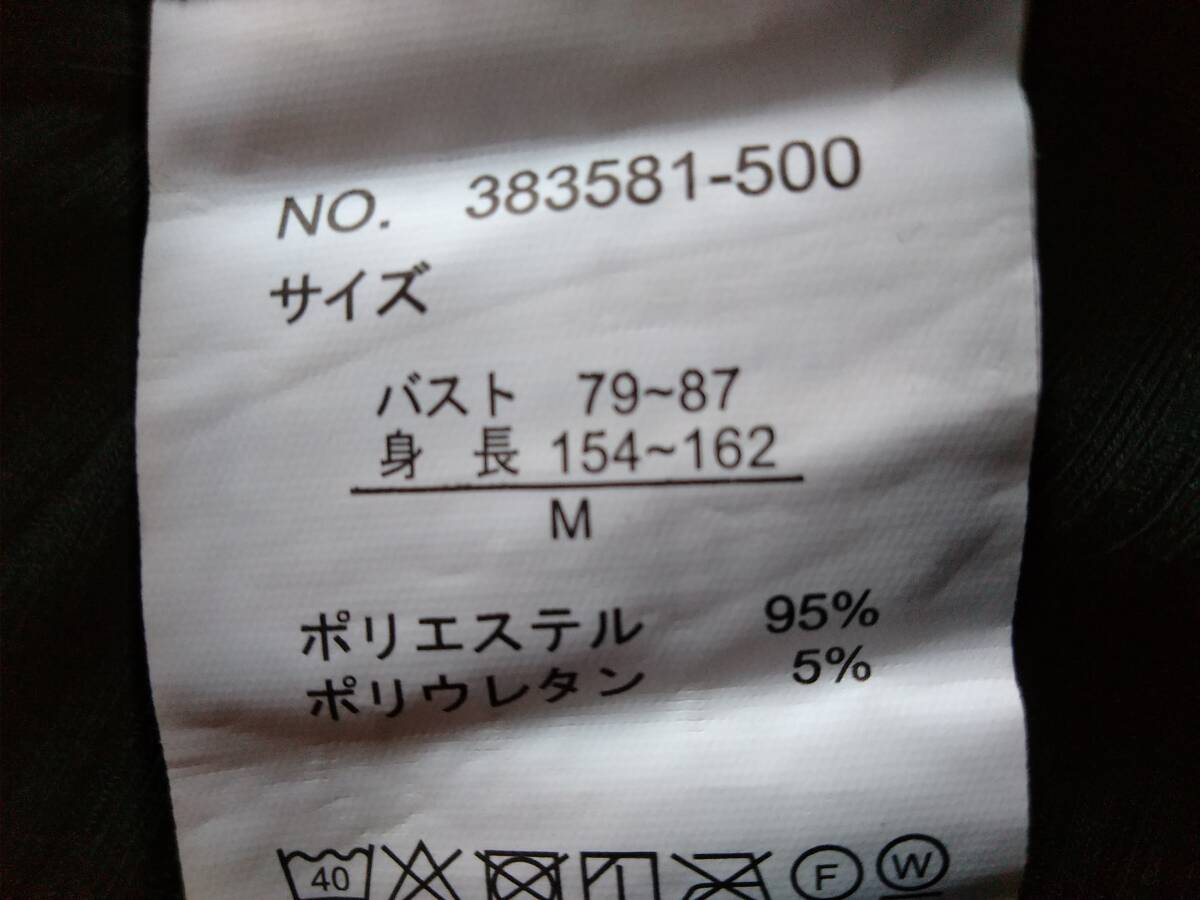 NO. 383581-500
サイズ
バスト 79~87
身 長 154~162
M
ポリエステル 95%
ポリウレタン 5%
40 F W